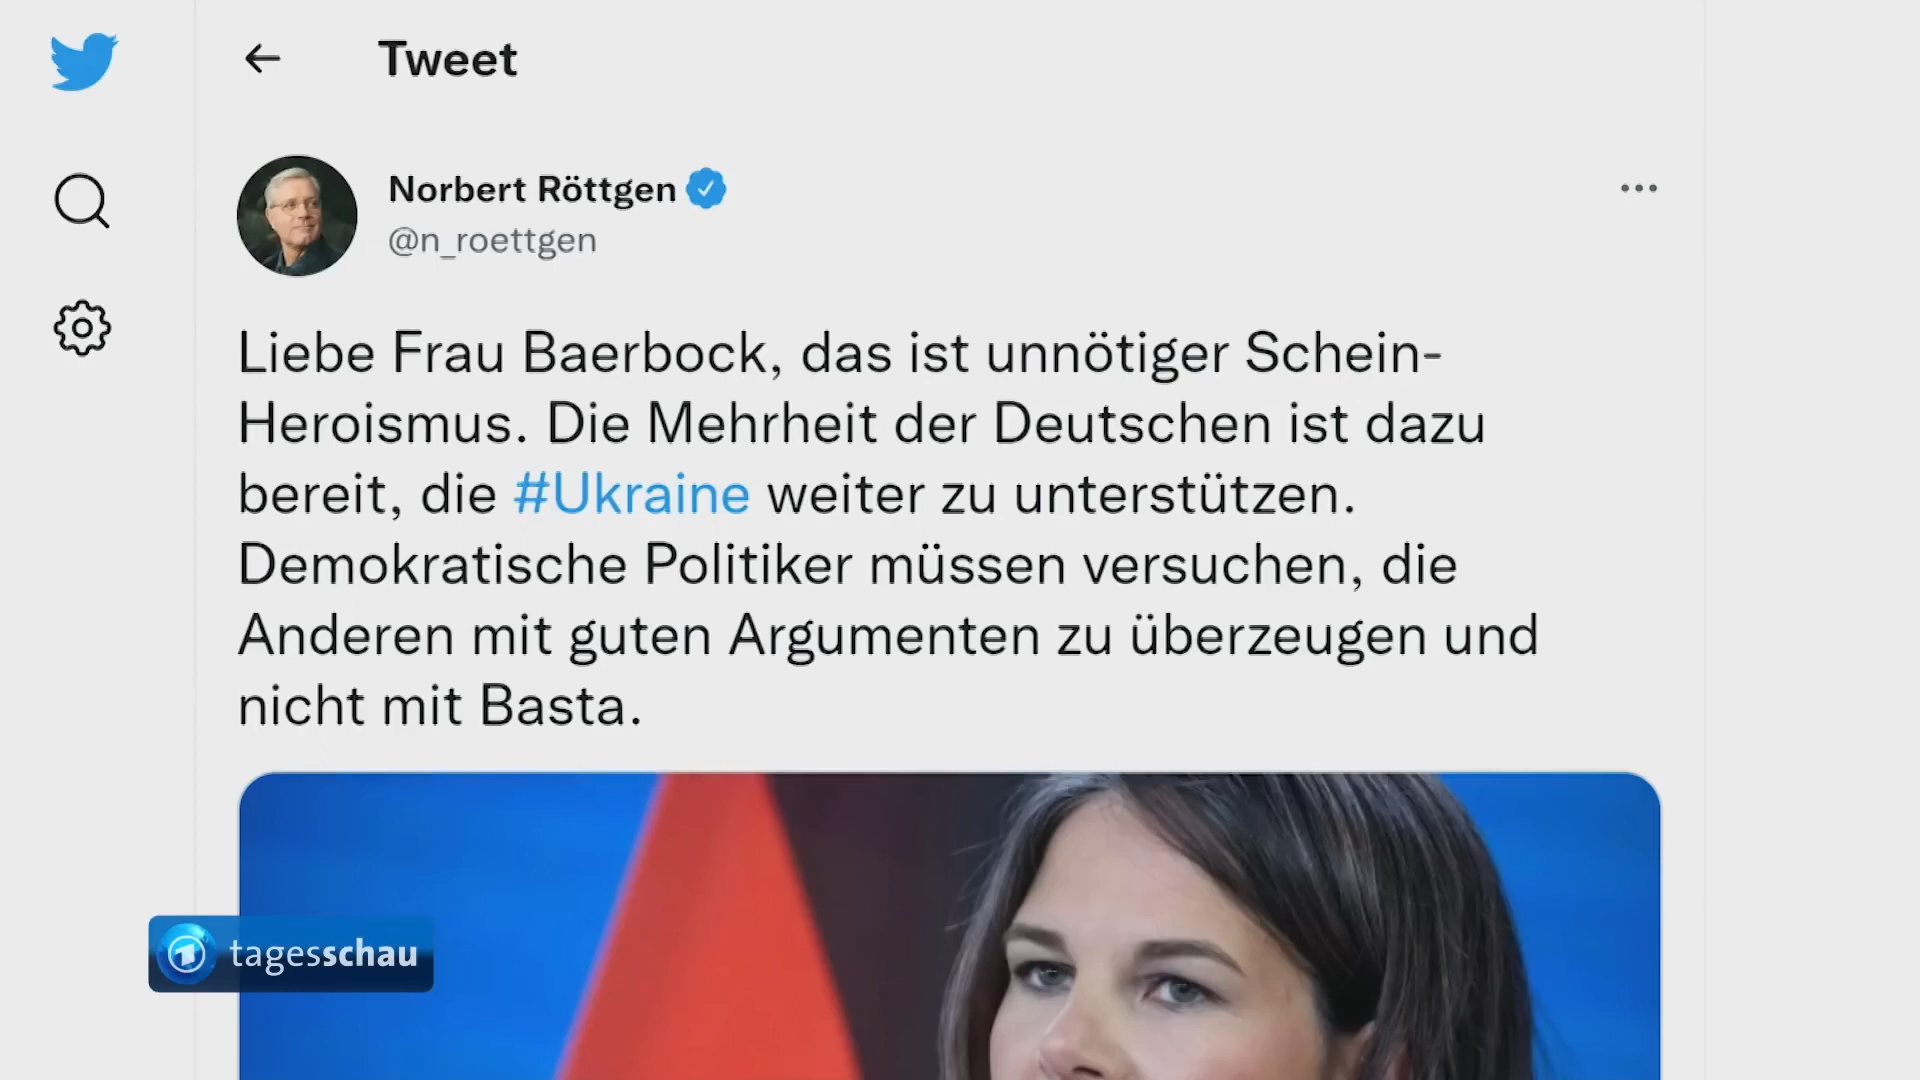 Tweet
Norbert Röttgen
@n_roettgen
Liebe Frau Baerbock, das ist unnötiger Schein-
Heroismus. Die Mehrheit der Deutschen ist dazu
bereit, die #Ukraine weiter zu unterstützen.
Demokratische Politiker müssen versuchen, die
Anderen mit guten Argumenten zu überzeugen und
nicht mit Basta.
1 tagesschau